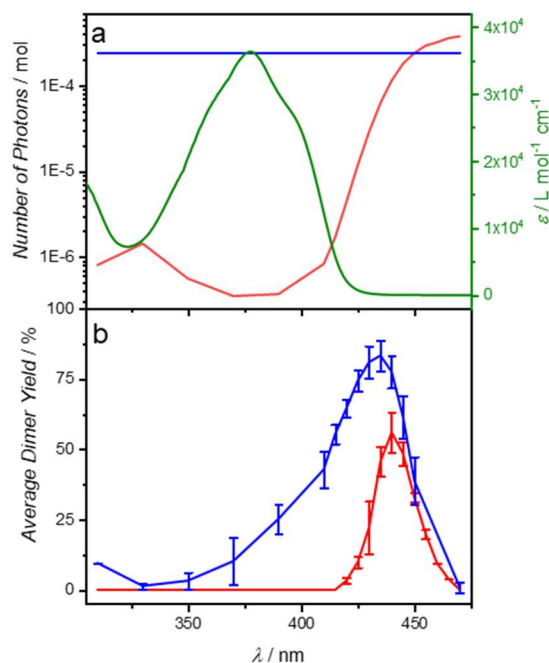 a
1E-4
1E-5
1E-6
Number of Photons / mol
4x10⁴
3x10⁴
2x10⁴
1x10⁴
0
ε / L mol⁻¹ cm⁻¹
b
100
75
50
25
0
Average Dimer Yield / %
350
400
450
λ / nm